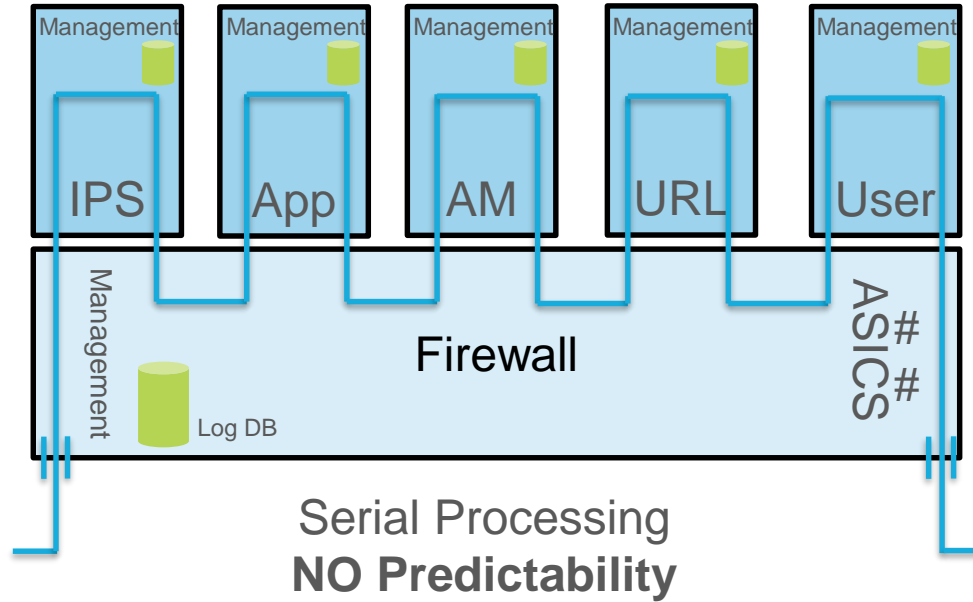 Management
Management
Management
Management
Management
IPS
App
AM
URL
User
Management
Firewall
ASICS
##
Log DB
Serial Processing
NO Predictability